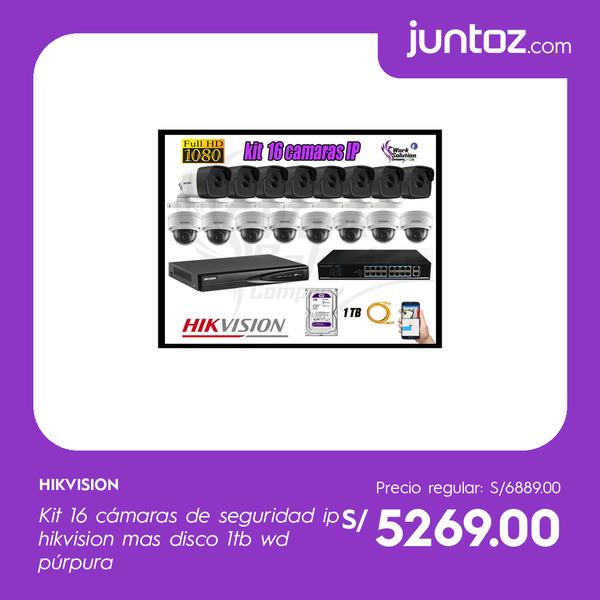 juntoz.com
Full HD
1080
kit 16 camaras IP
Work
Solution
Company
1 TB
HIKVISION
HIKVISION
Precio regular: S/6889.00
Kit 16 cámaras de seguridad ip
hikvision mas disco 1tb wd
púrpura
S/ 5269.00